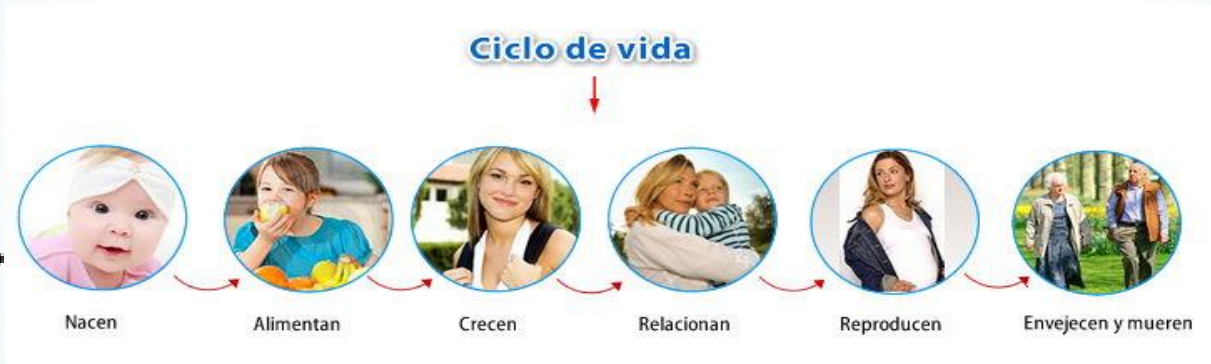 Ciclo de vida
Nacen
Alimentan
Crecen
Relacionan
Reproducen
Envejecen y mueren